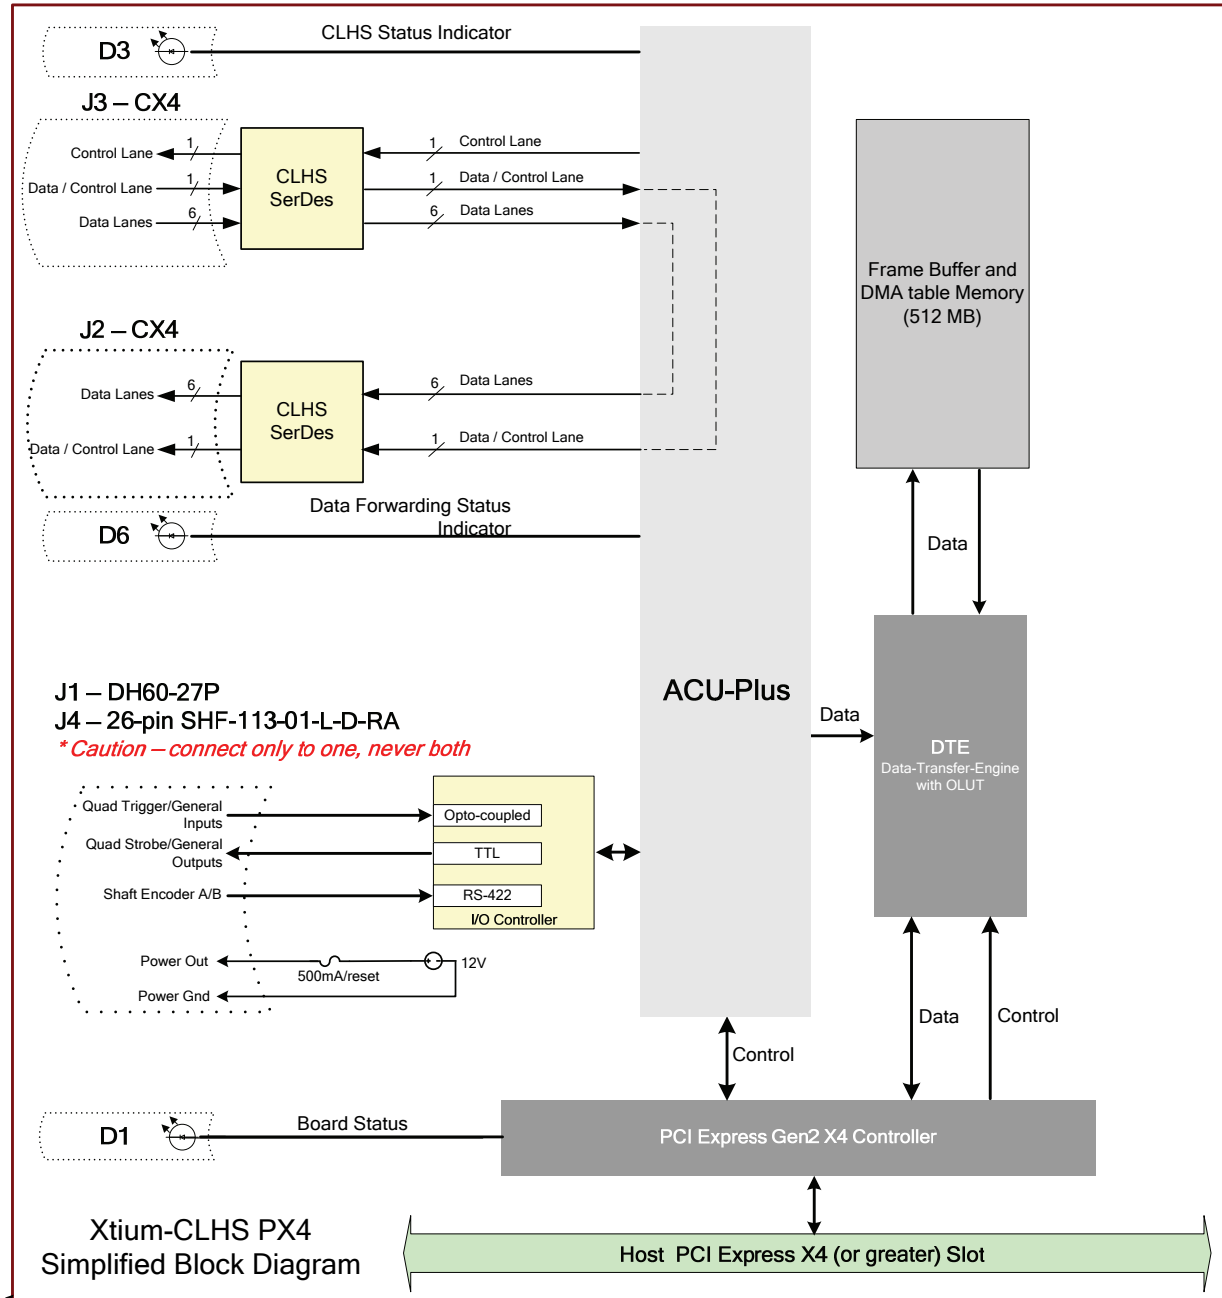 CLHS Status Indicator
D3
J3 – CX4
Control Lane
1
1
Control Lane
Data / Control Lane
1
CLHS
SerDes
1
Data / Control Lane
Data Lanes
6
6
Data Lanes
Frame Buffer and
DMA table Memory
(512 MB)
J2 – CX4
Data Lanes
6
CLHS
SerDes
6
Data Lanes
Data / Control Lane
1
1
Data / Control Lane
Data Forwarding Status
Indicator
D6
Data
J1 – DH60-27P
J4 – 26-pin SHF-113-01-L-D-RA
* Caution – connect only to one, never both
ACU-Plus
Data
DTE
Data-Transfer-Engine
with OLUT
Quad Trigger/General
Inputs
Opto-coupled
Quad Strobe/General
Outputs
TTL
Shaft Encoder A/B
RS-422
I/O Controller
Power Out
500mA/reset
12V
Power Gnd
Data
Control
Control
Board Status
D1
PCI Express Gen2 X4 Controller
Xtium-CLHS PX4
Simplified Block Diagram
Host PCI Express X4 (or greater) Slot